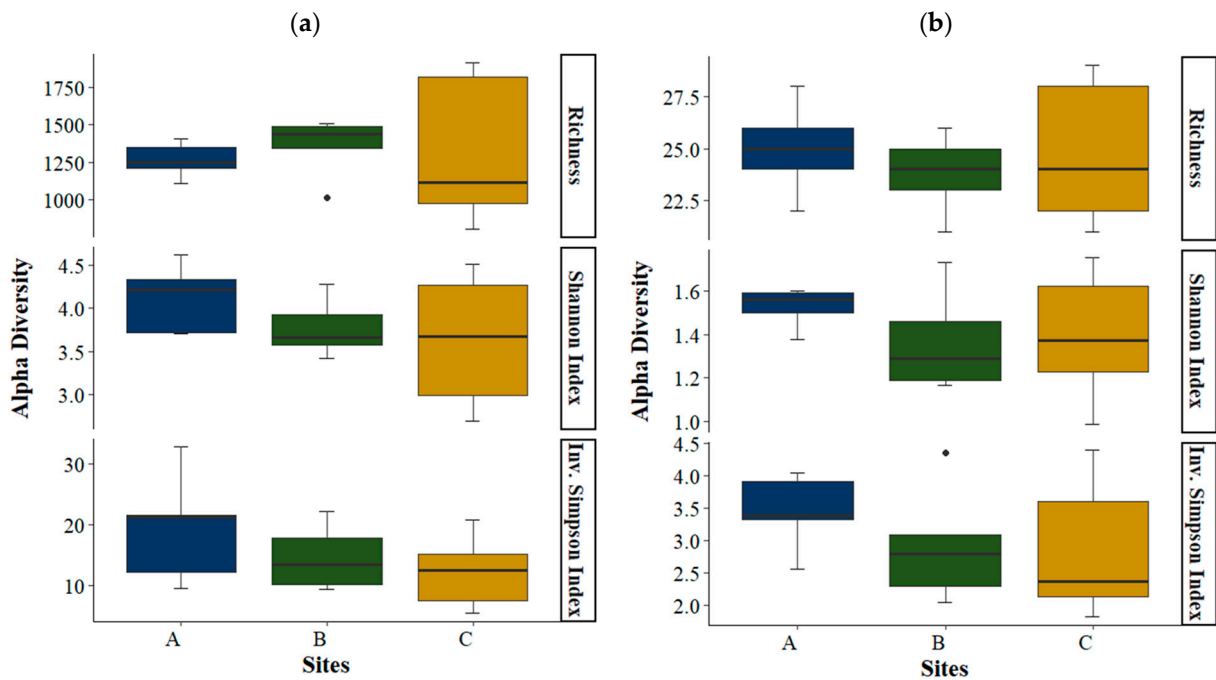 (a)
Alpha Diversity
1750
1500
1250
1000
Richness
4.5
4.0
3.5
3.0
Shannon Index
30
20
10
Inv. Simpson Index
A B C
Sites
(b)
Alpha Diversity
27.5
25.0
22.5
Richness
1.6
1.4
1.2
1.0
Shannon Index
4.5
4.0
3.5
3.0
2.5
2.0
Inv. Simpson Index
A B C
Sites